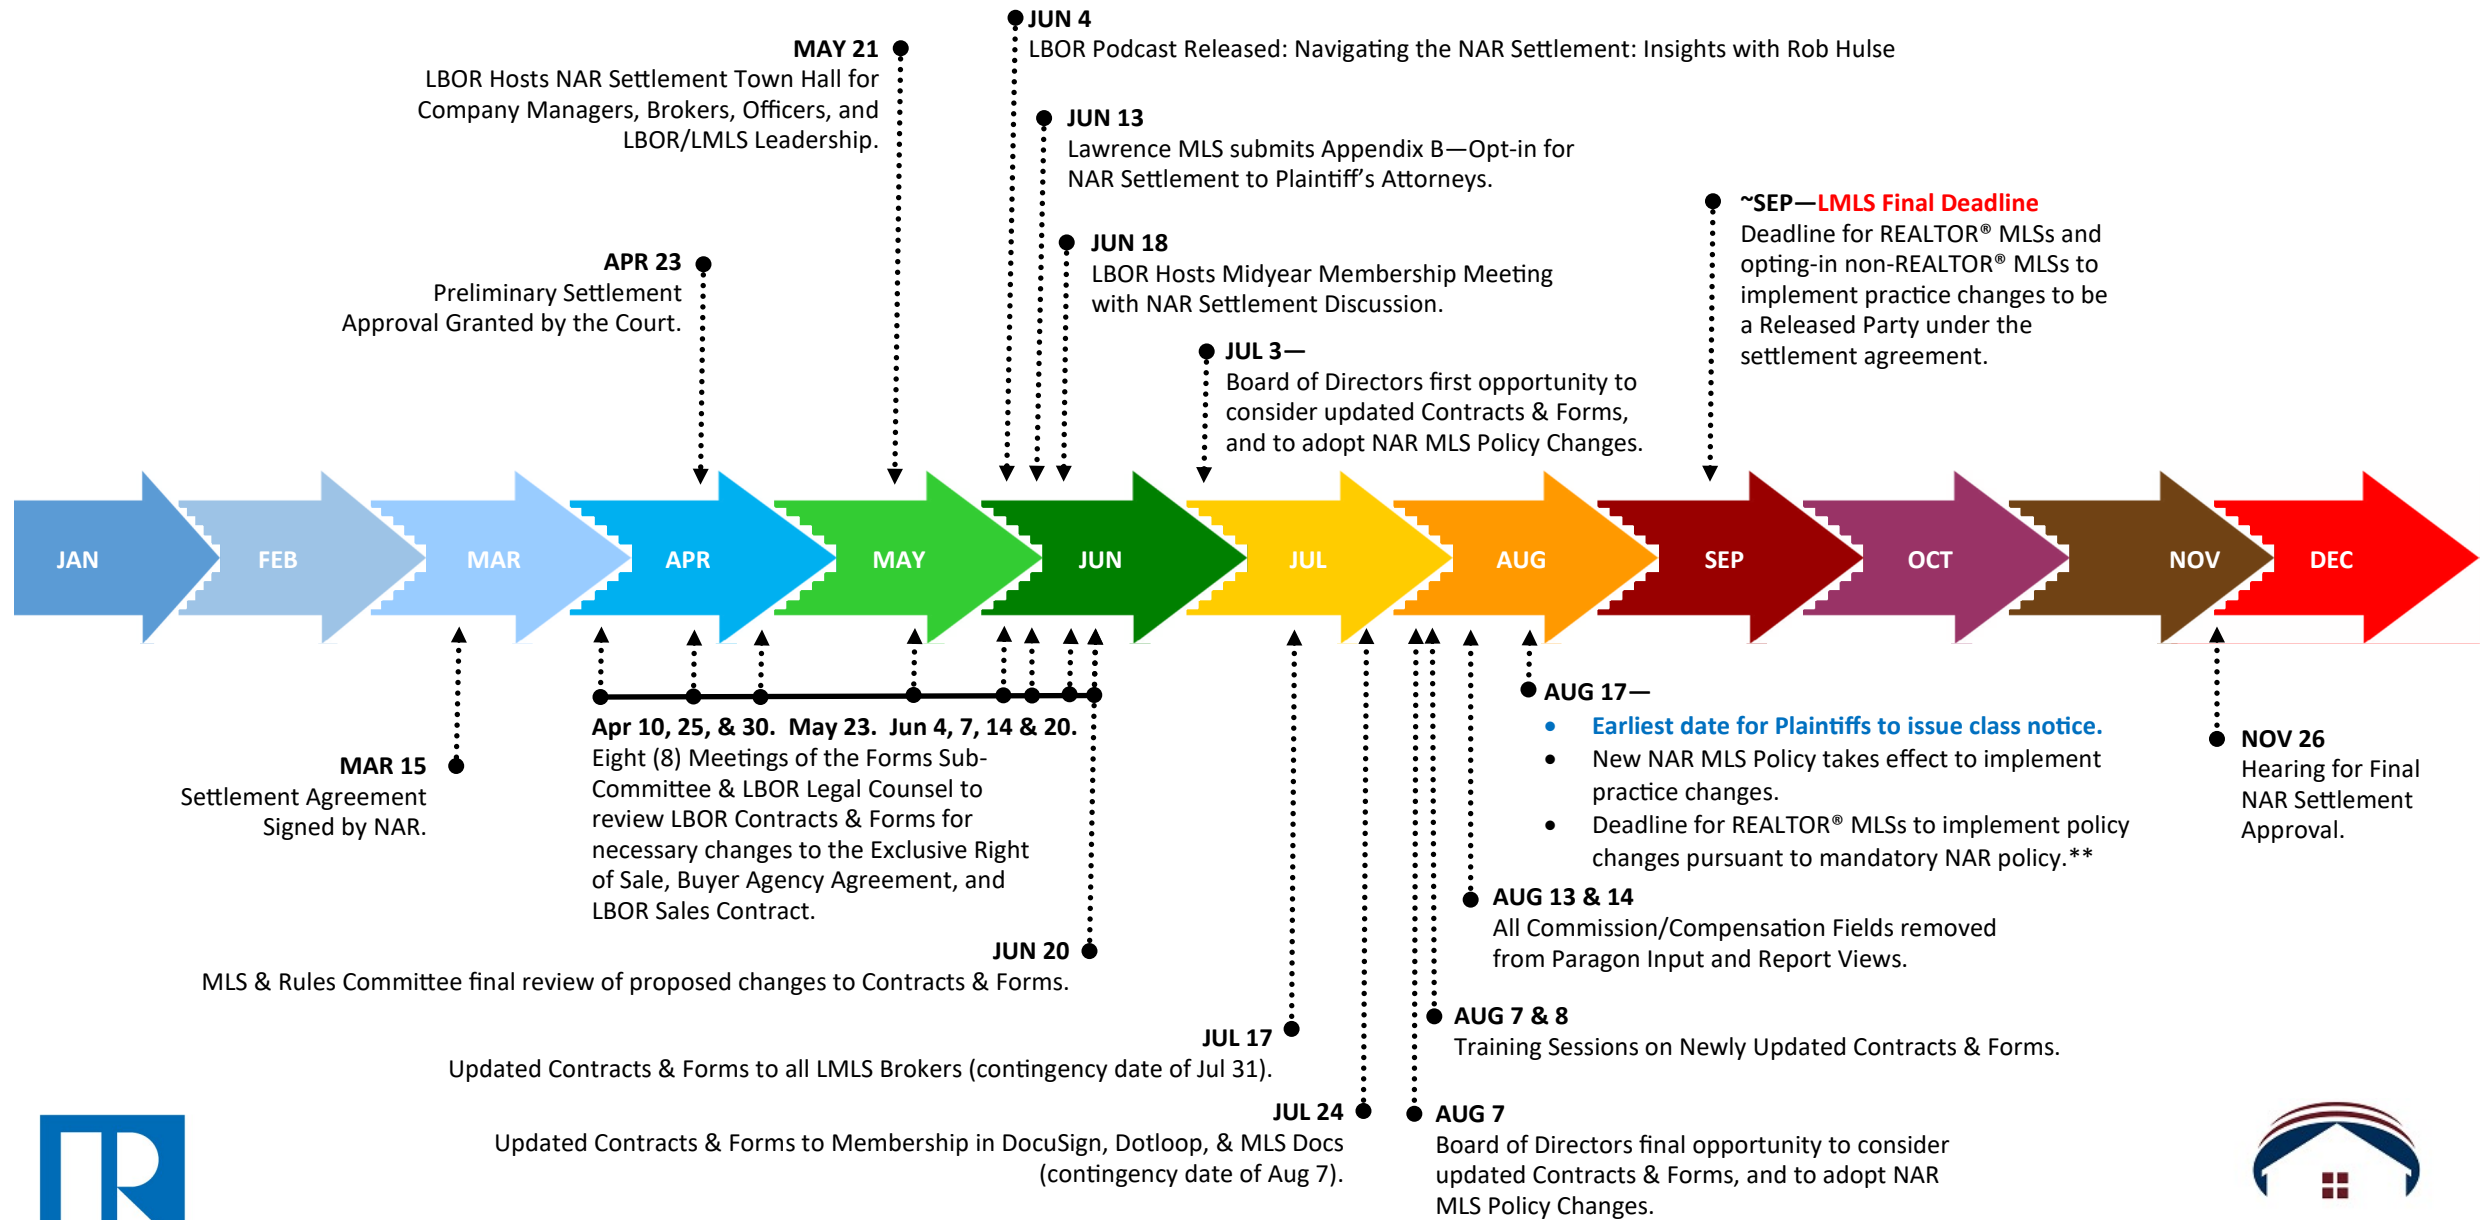 JUN 4
LBOR Podcast Released: Navigating the NAR Settlement: Insights with Rob Hulse
MAY 21
LBOR Hosts NAR Settlement Town Hall for
Company Managers, Brokers, Officers, and
LBOR/LMLS Leadership.
JUN 13
Lawrence MLS submits Appendix B—Opt-in for
NAR Settlement to Plaintiff's Attorneys.
~SEP—LMLS Final Deadline
Deadline for REALTOR® MLSs and
opting-in non-REALTOR® MLSs to
implement practice changes to be
a Released Party under the
settlement agreement.
JUN 18
LBOR Hosts Midyear Membership Meeting
with NAR Settlement Discussion.
APR 23
Preliminary Settlement
Approval Granted by the Court.
JUL 3—
Board of Directors first opportunity to
consider updated Contracts & Forms,
and to adopt NAR MLS Policy Changes.
JAN
FEB
MAR
APR
MAY
JUN
JUL
AUG
SEP
OCT
NOV
DEC
MAR 15
Settlement Agreement
Signed by NAR.
Apr 10, 25, & 30. May 23. Jun 4, 7, 14 & 20.
Eight (8) Meetings of the Forms Sub-
Committee & LBOR Legal Counsel to
review LBOR Contracts & Forms for
necessary changes to the Exclusive Right
of Sale, Buyer Agency Agreement, and
LBOR Sales Contract.
JUN 20
MLS & Rules Committee final review of proposed changes to Contracts & Forms.
AUG 17—
• Earliest date for Plaintiffs to issue class notice.
• New NAR MLS Policy takes effect to implement
practice changes.
• Deadline for REALTOR® MLSs to implement policy
changes pursuant to mandatory NAR policy.**
NOV 26
Hearing for Final
NAR Settlement
Approval.
AUG 13 & 14
All Commission/Compensation Fields removed
from Paragon Input and Report Views.
AUG 7 & 8
Training Sessions on Newly Updated Contracts & Forms.
JUL 17
Updated Contracts & Forms to all LMLS Brokers (contingency date of Jul 31).
JUL 24
Updated Contracts & Forms to Membership in DocuSign, Dotloop, & MLS Docs
(contingency date of Aug 7).
AUG 7
Board of Directors final opportunity to consider
updated Contracts & Forms, and to adopt NAR
MLS Policy Changes.
R